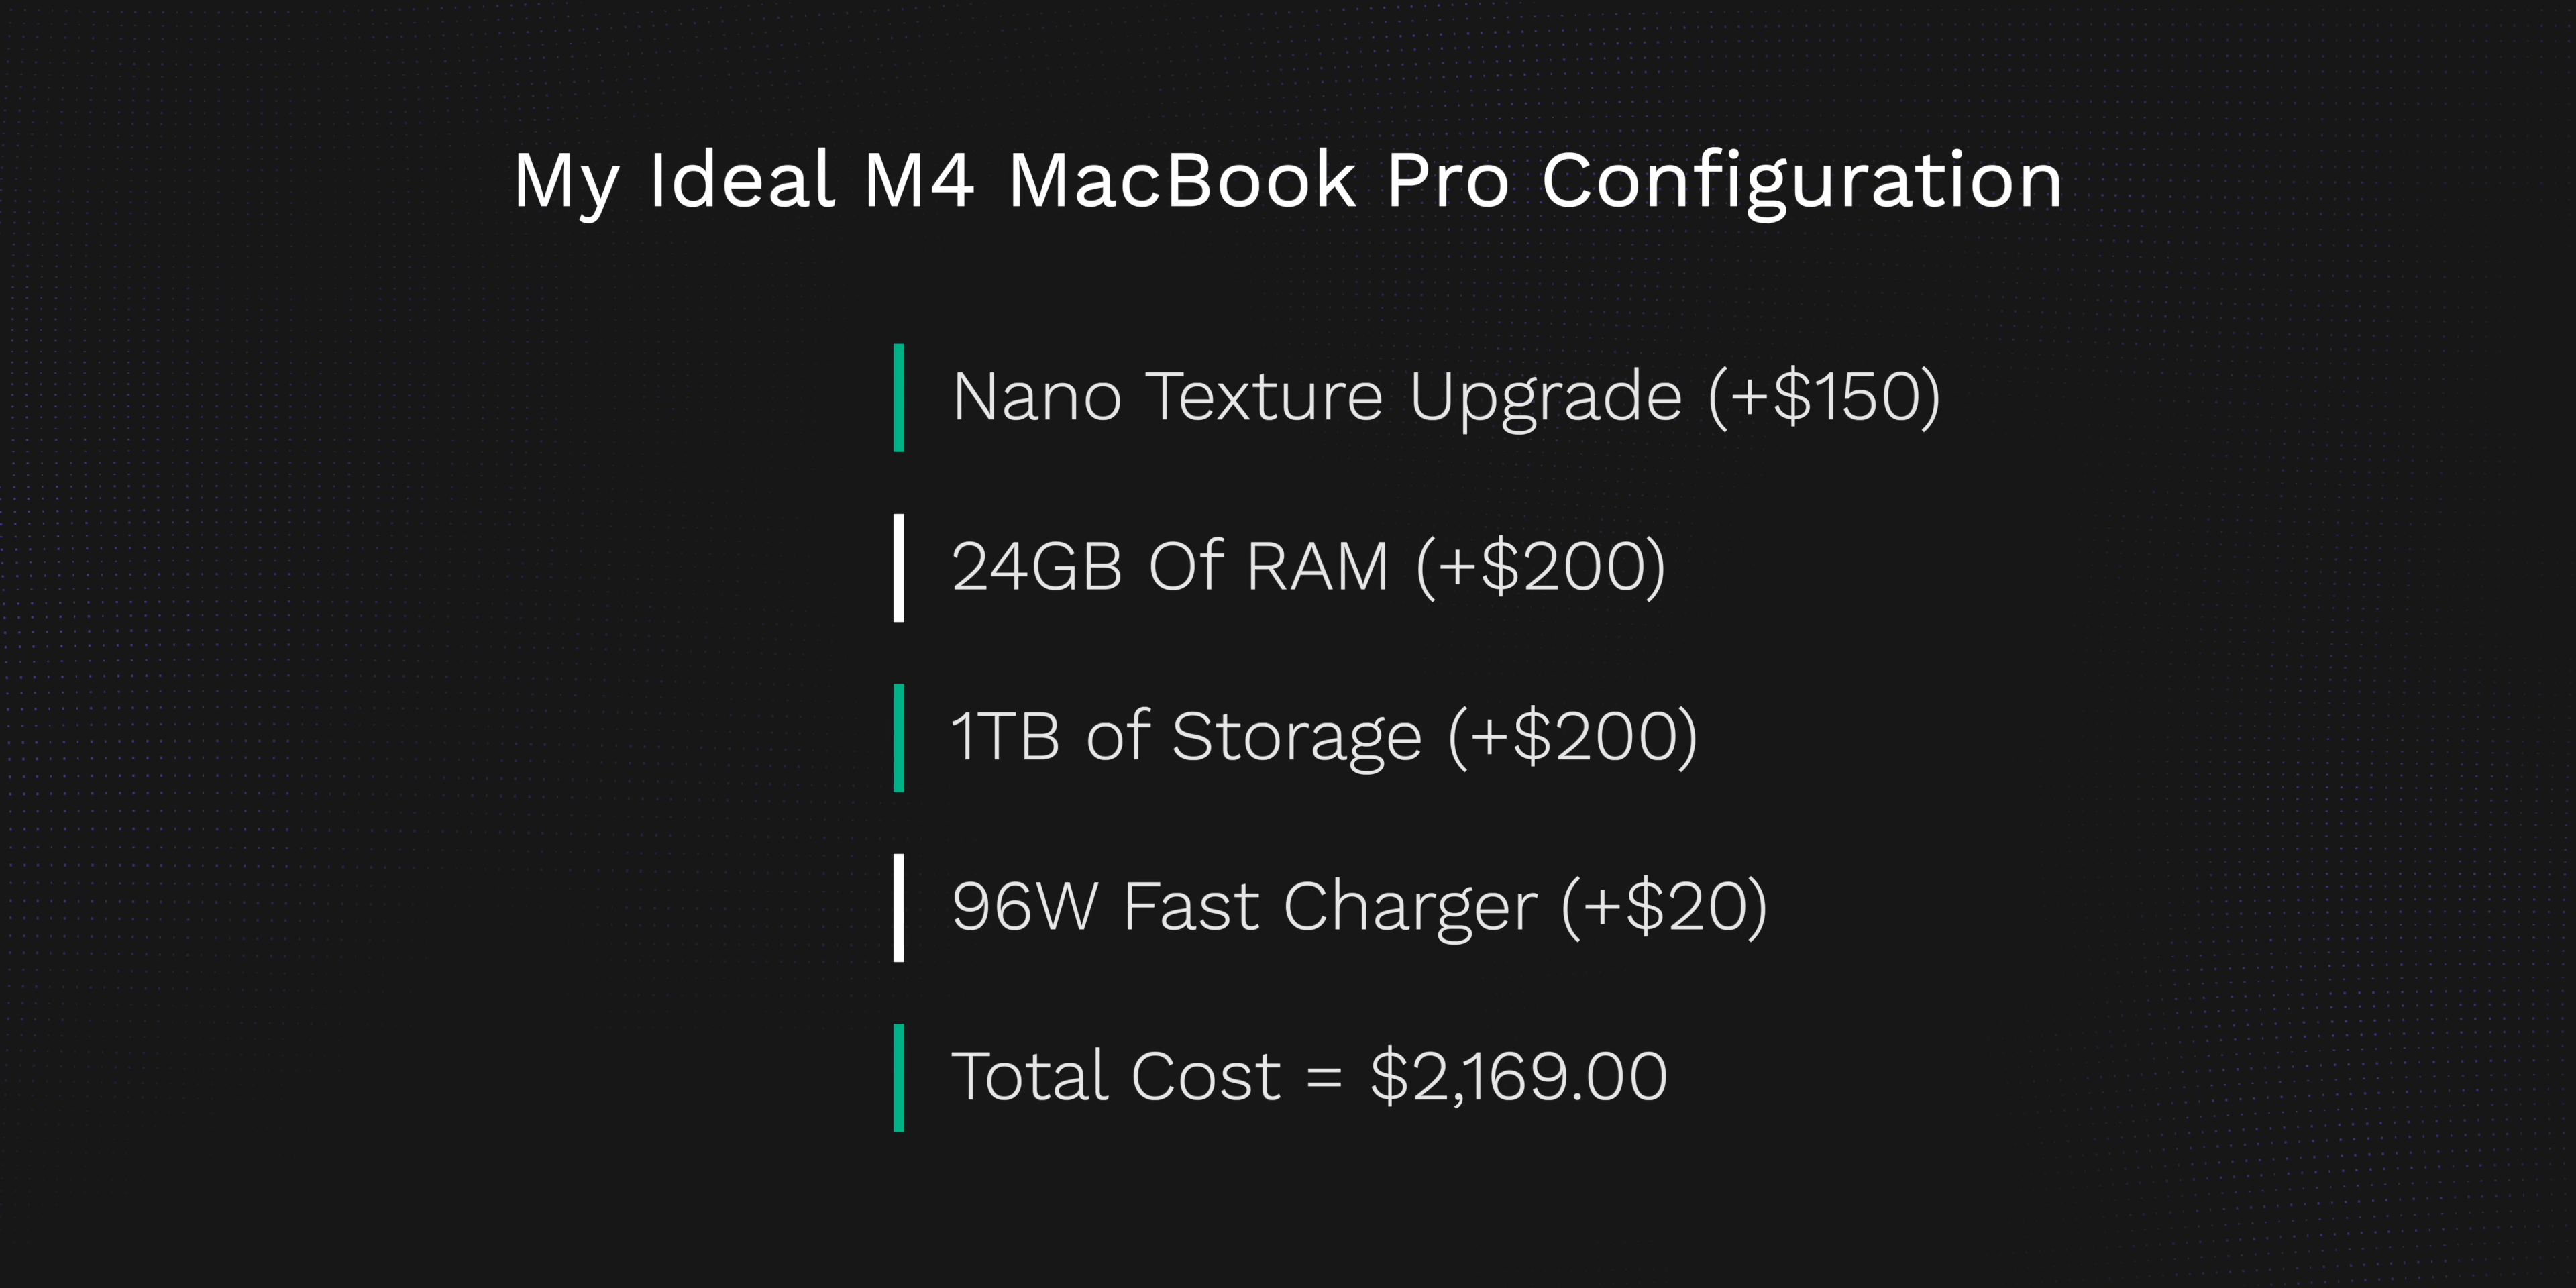 My Ideal M4 MacBook Pro Configuration
Nano Texture Upgrade (+$150)
24GB Of RAM (+$200)
1TB of Storage (+$200)
96W Fast Charger (+$20)
Total Cost = $2,169.00